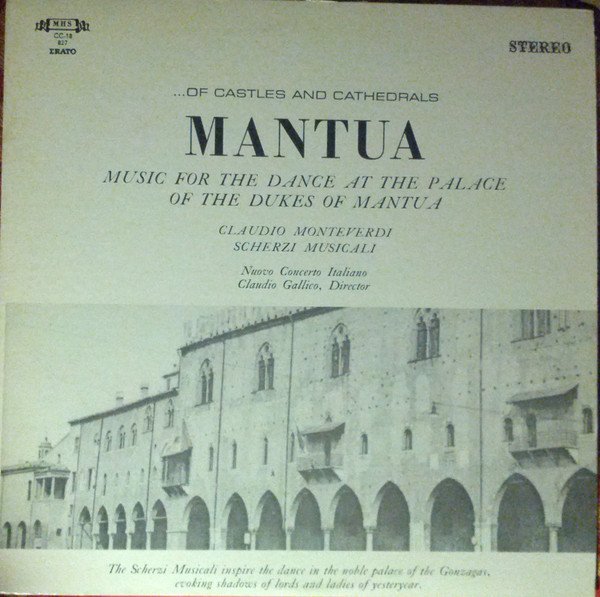 MHS
CC-18
827
ERATO
STEREO
...OF CASTLES AND CATHEDRALS
MANTUA
MUSIC FOR THE DANCE AT THE PALACE
OF THE DUKES OF MANTUA
CLAUDIO MONTEVERDI
SCHERZI MUSICALI
Nuovo Concerto Italiano
Claudio Gallico, Director
The Scherzi Musicali inspire the dance in the noble palace of the Gonzagas,
evoking shadows of lords and ladies of yesteryear.